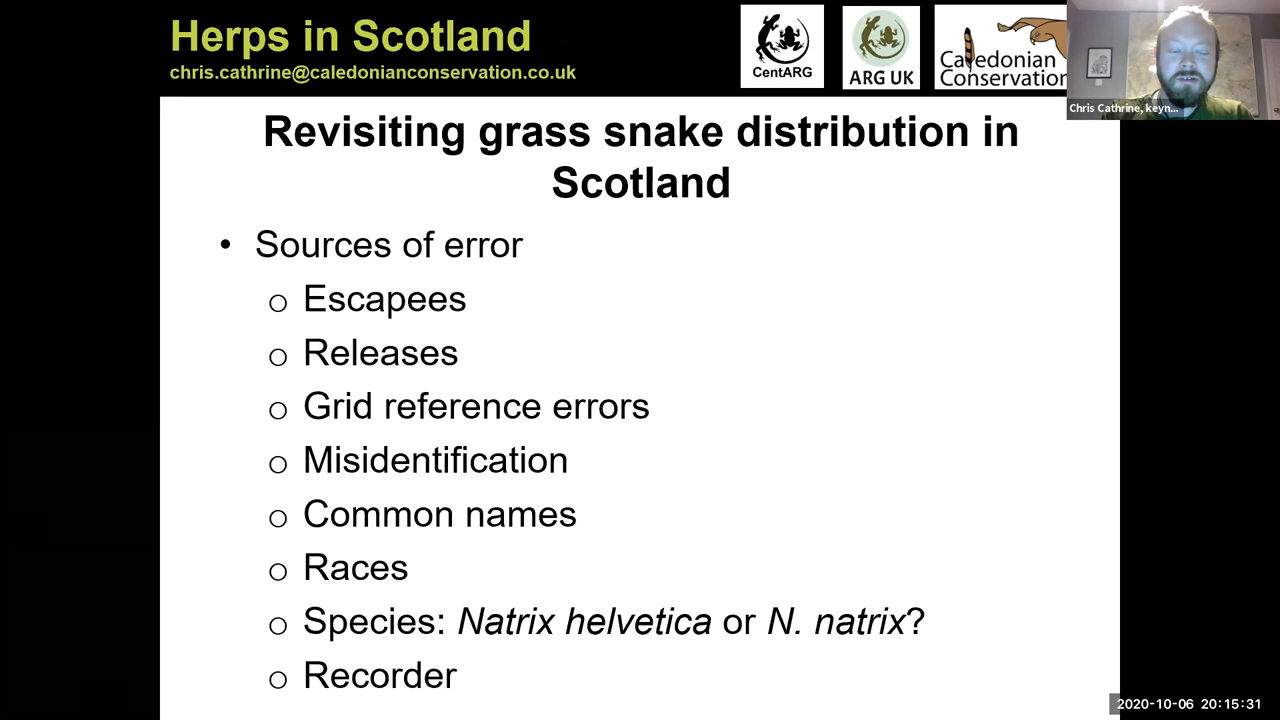 Herps in Scotland
chris.cathrine@caledonianconservation.co.uk
CentARG
ARG UK
Caledonian
Conservation
Chris Cathrine, keyn...
Revisiting grass snake distribution in
Scotland
• Sources of error
o Escapees
o Releases
o Grid reference errors
o Misidentification
o Common names
o Races
o Species: Natrix helvetica or N. natrix?
o Recorder
2020-10-06 20:15:31